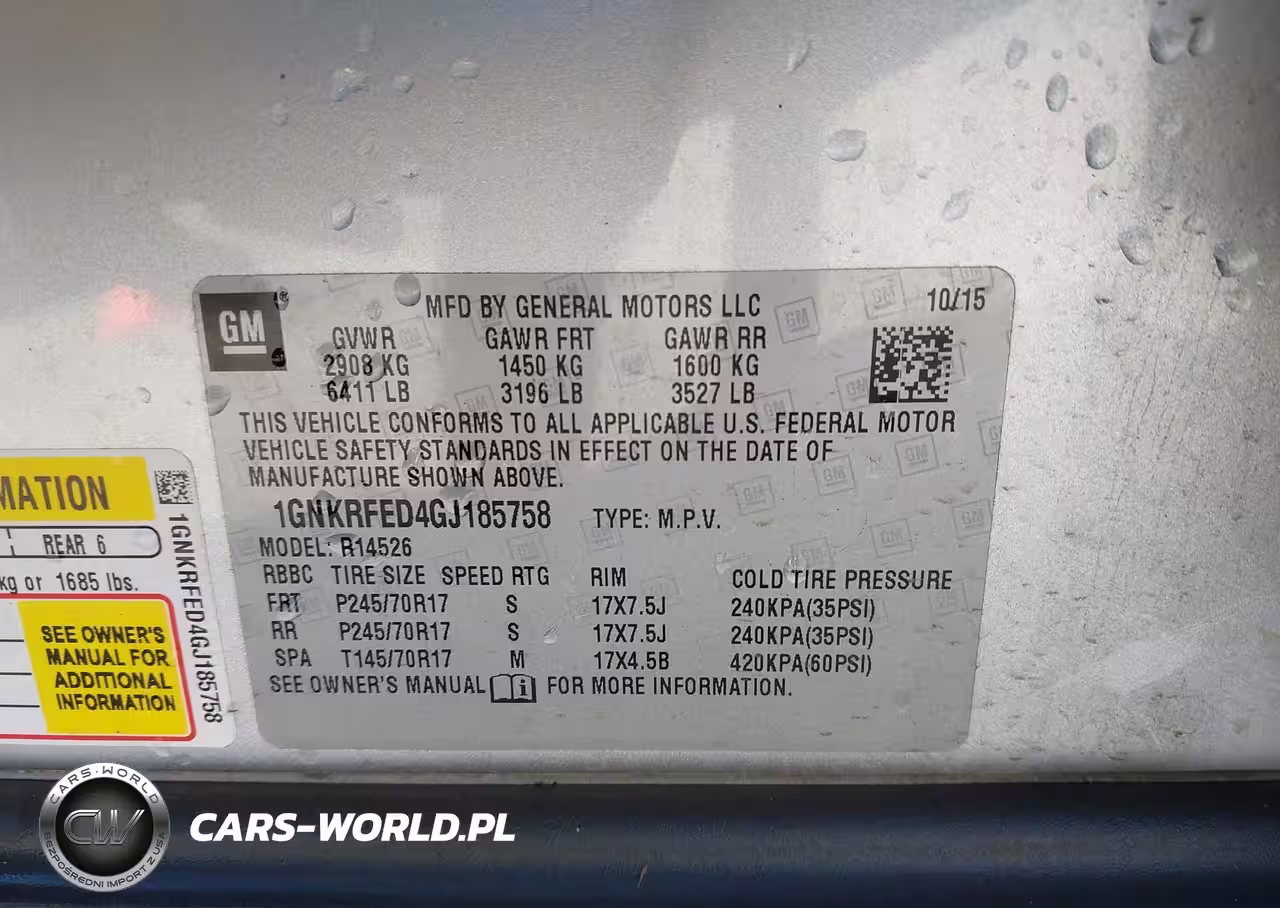 GM
MFD BY GENERAL MOTORS LLC
10/15
GVWR GAWR FRT GAWR RR
2908 KG 1450 KG 1600 KG
6411 LB 3196 LB 3527 LB
THIS VEHICLE CONFORMS TO ALL APPLICABLE U.S. FEDERAL MOTOR
VEHICLE SAFETY STANDARDS IN EFFECT ON THE DATE OF
MANUFACTURE SHOWN ABOVE.
1GNKRFED4GJ185758 TYPE: M.P.V.
MODEL: R14526
RBBC TIRE SIZE SPEED RTG RIM COLD TIRE PRESSURE
FRT P245/70R17 S 17X7.5J 240KPA(35PSI)
RR P245/70R17 S 17X7.5J 240KPA(35PSI)
SPA T145/70R17 M 17X4.5B 420KPA(60PSI)
SEE OWNER'S MANUAL FOR MORE INFORMATION.
MATION
REAR 6
kg or 1685 lbs.
SEE OWNER'S
MANUAL FOR
ADDITIONAL
INFORMATION
1GNKRFED4GJ185758
CARS-WORLD
CW
BEZPOŚREDNI IMPORT Z USA
CARS-WORLD.PL